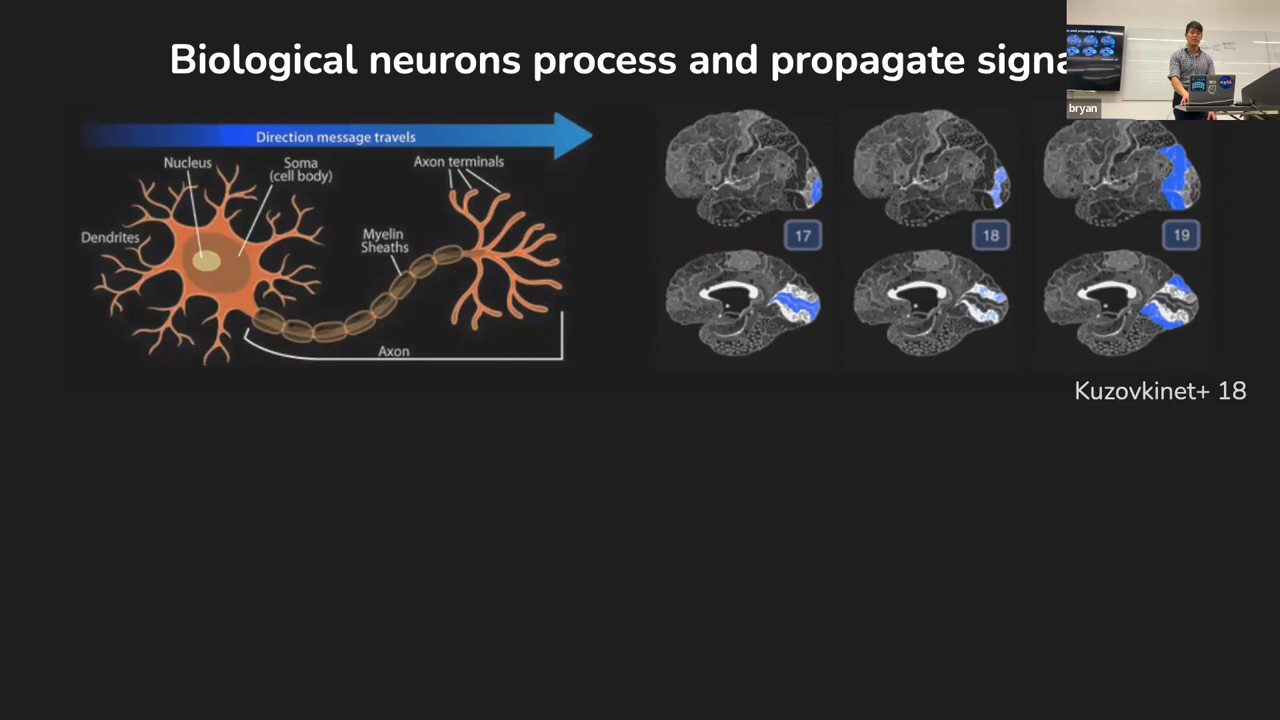 Biological neurons process and propagate signa
bryan
Direction message travels
Nucleus
Soma
(cell body)
Axon terminals
Dendrites
Myelin
Sheaths
Axon
17
18
19
Kuzovkinet+ 18